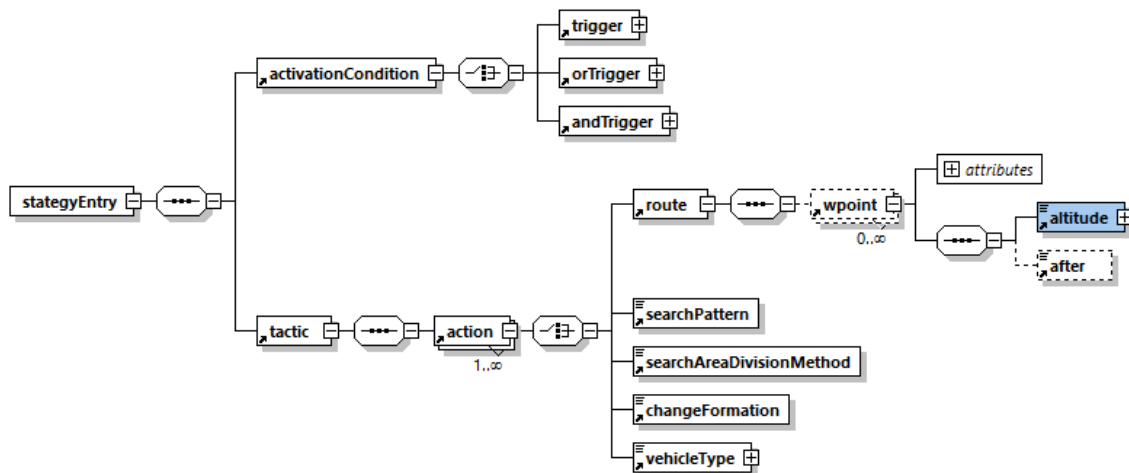 trigger
activationCondition
orTrigger
andTrigger
attributes
stategyEntry
route
wpoint
altitude
0..∞
after
searchPattern
tactic
action
1..∞
searchAreaDivisionMethod
changeFormation
vehicleType